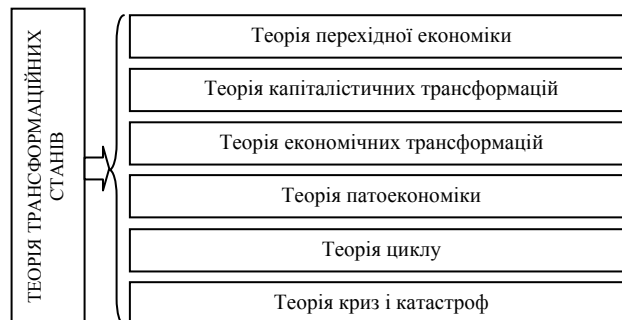 ТЕОРІЯ ТРАНСФОРМАЦІЙНИХ
СТАНІВ
Теорія перехідної економіки
Теорія капіталістичних трансформацій
Теорія економічних трансформацій
Теорія патоекономіки
Теорія циклу
Теорія криз і катастроф